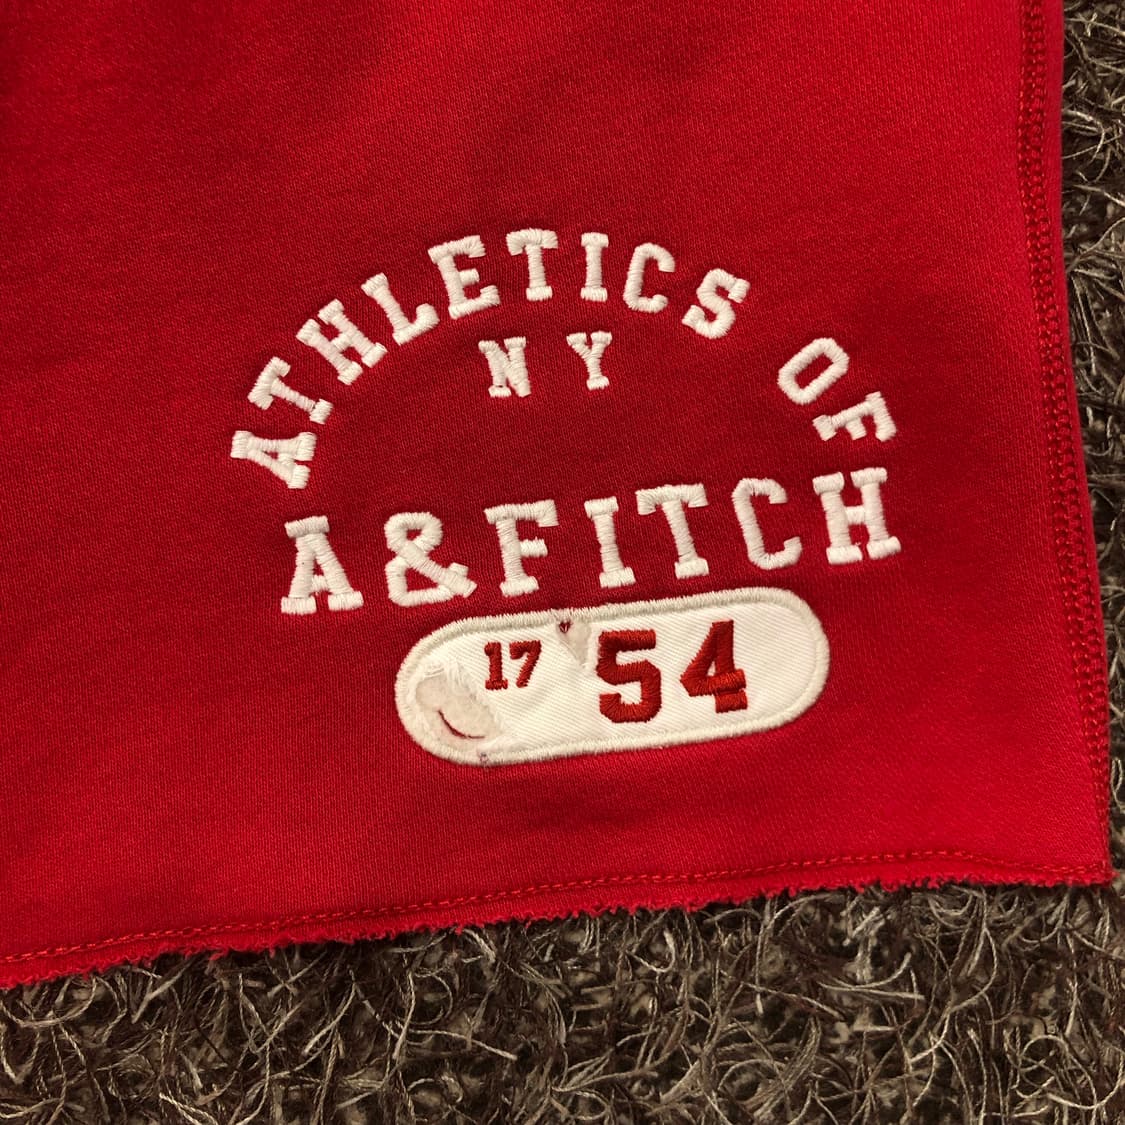 ATHLETICS OF
NY
A&FITCH
17 54